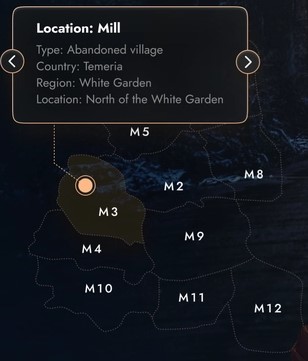 Location: Mill
Type: Abandoned village
Country: Temeria
Region: White Garden
Location: North of the White Garden
M5
M8
M2
M3
M9
M4
M10
M11
M12